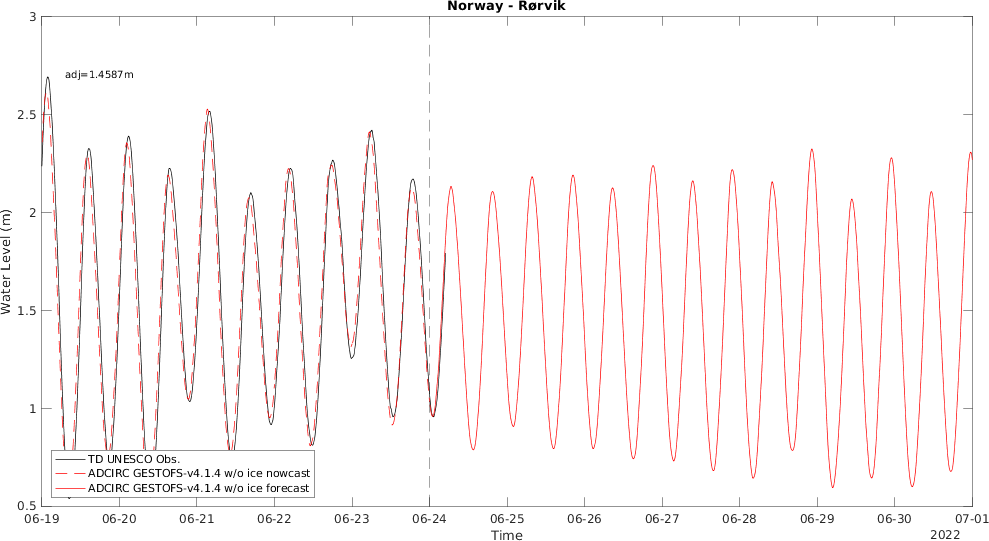 Norway - Rørvik
adj=1.4587m
Water Level (m)
3
2.5
2
1.5
1
0.5
TD UNESCO Obs.
ADCIRC GESTOFS-v4.1.4 w/o ice nowcast
ADCIRC GESTOFS-v4.1.4 w/o ice forecast
06-19 06-20 06-21 06-22 06-23 06-24 06-25 06-26 06-27 06-28 06-29 06-30 07-01
Time
2022